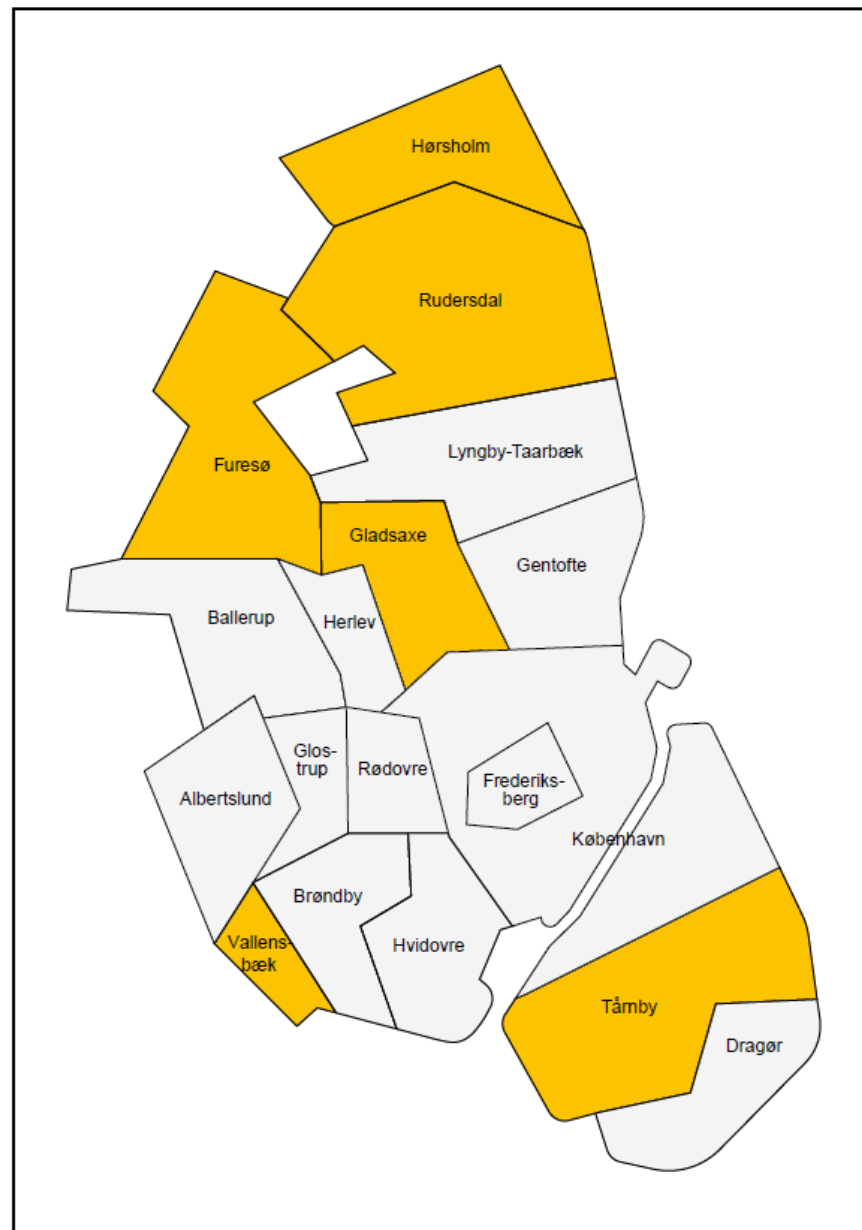 Hørsholm
Rudersdal
Lyngby-Taarbæk
Furesø
Gladsaxe
Gentofte
Ballerup
Herlev
Glos-
trup
Rødovre
Frederiks-
berg
Albertslund
København
Brøndby
Vallens-
bæk
Hvidovre
Tårnby
Dragør